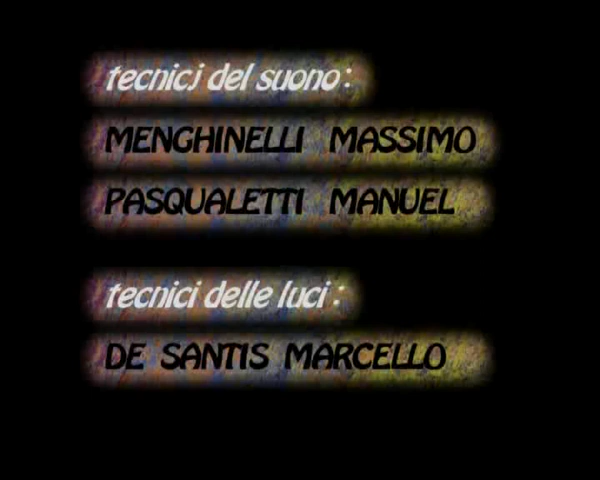 tecnici del suono:
MENGHINELLI MASSIMO
PASQUALETTI MANUEL
tecnici delle luci:
DE SANTIS MARCELLO